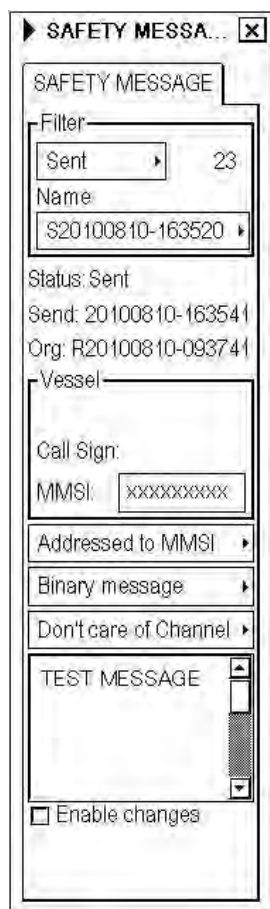 SAFETY MESSA...
SAFETY MESSAGE
Filter
Sent 23
Name
S20100810-163520
Status: Sent
Send: 20100810-163541
Org: R20100810-093741
Vessel
Call Sign:
MMSI: xxxxxxxxx
Addressed to MMSI
Binary message
Don't care of Channel
TEST MESSAGE
Enable changes